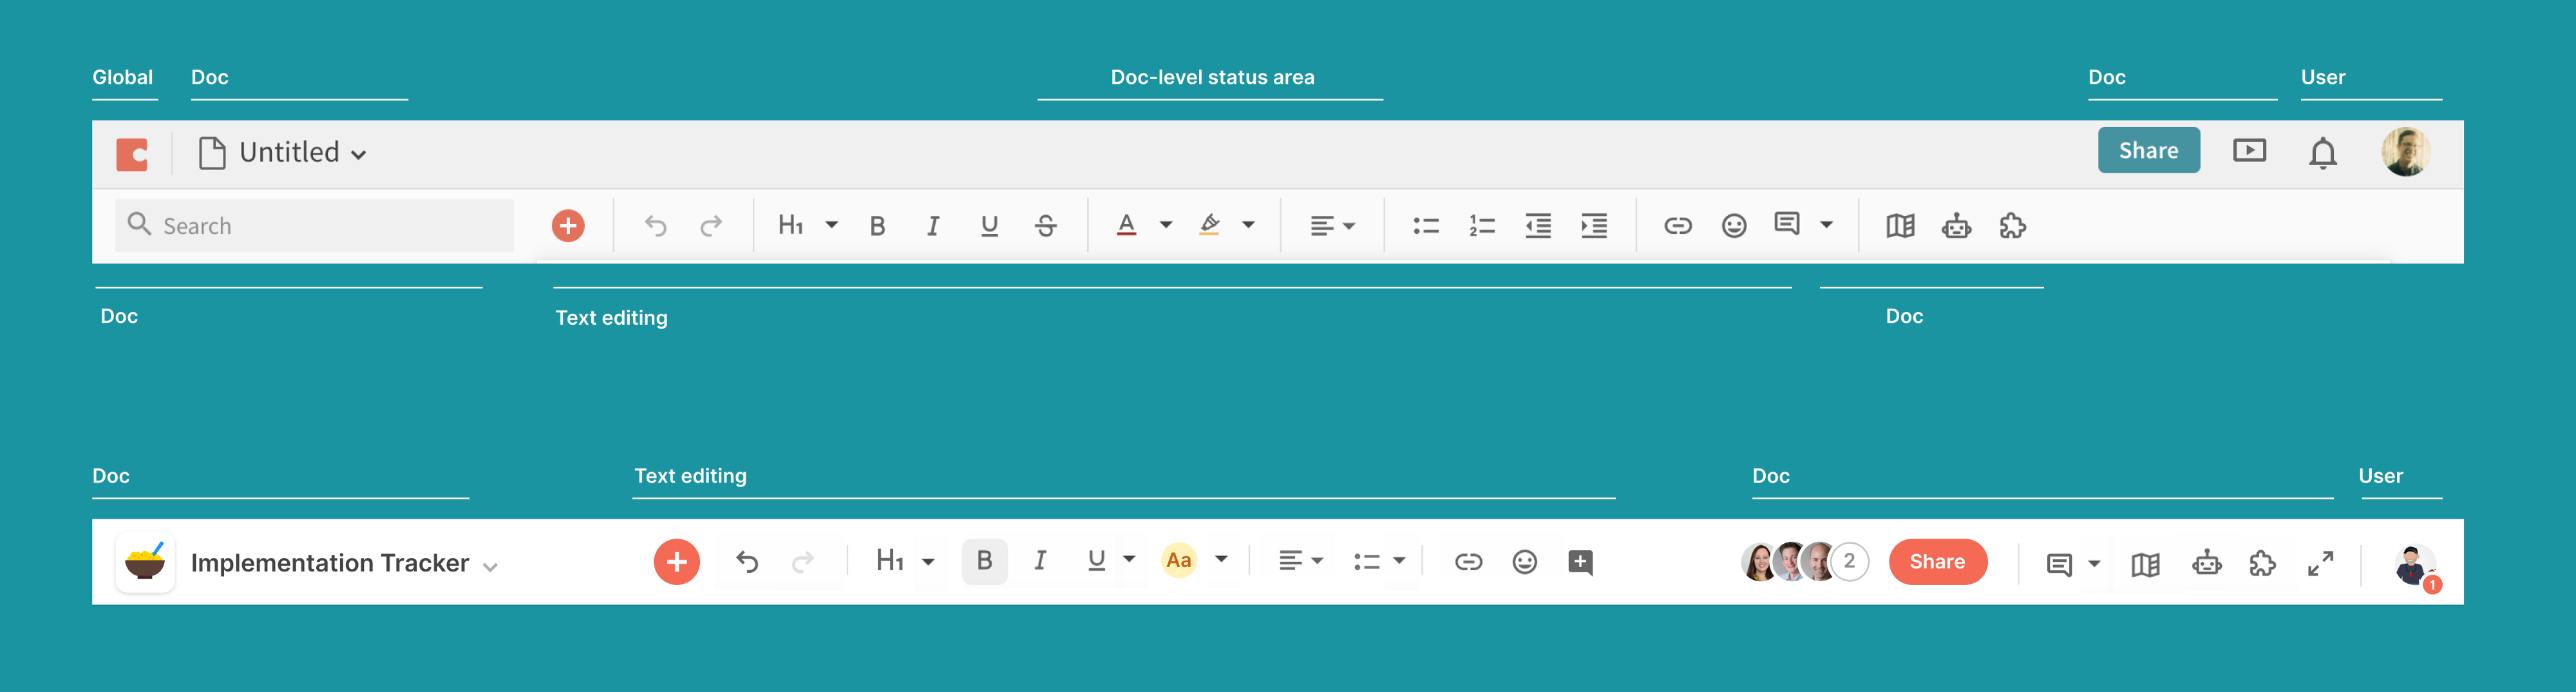 Global Doc Doc-level status area Doc User
Untitled Share
Search H1 B I U S A
Doc Text editing Doc
Doc Text editing Doc User
Implementation Tracker H1 B I U Aa 2 Share 1